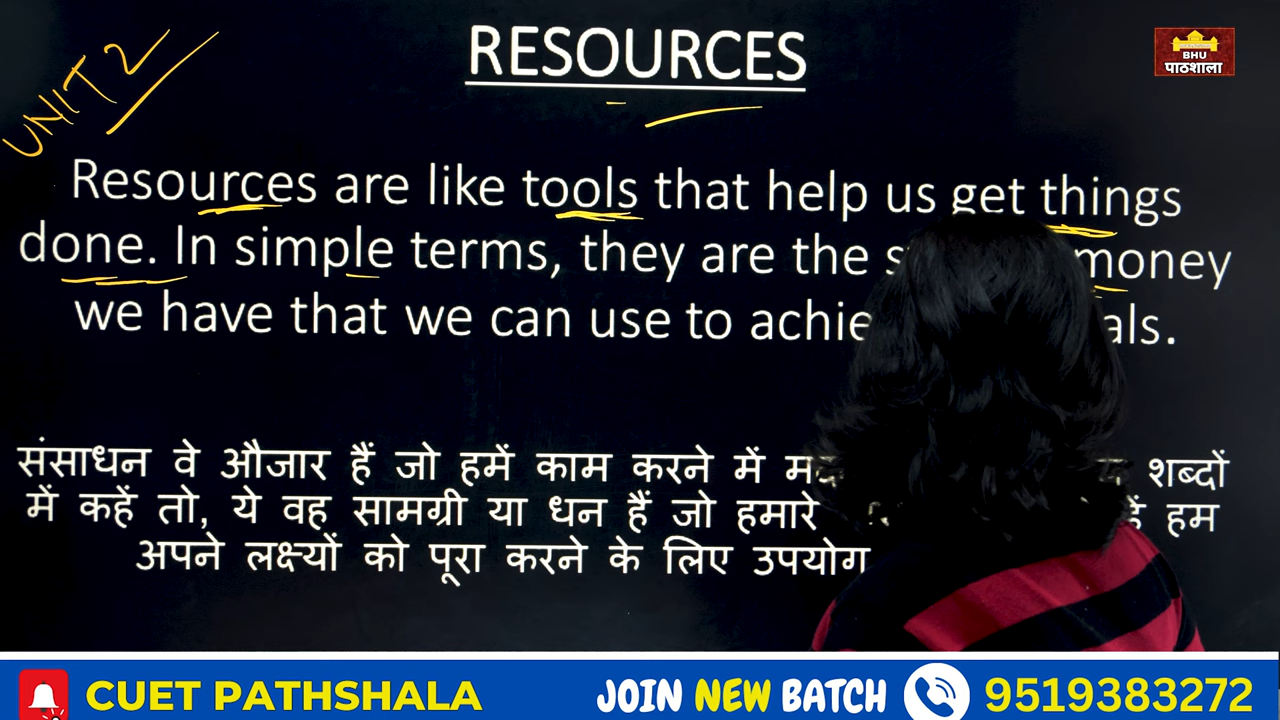 UNIT 2
RESOURCES
BHU
पाठशाला
Resources are like tools that help us get things
done. In simple terms, they are the money
we have that we can use to
संसाधन वे औजार हैं जो हमें काम करने में शब्दों
में कहें तो, ये वह सामग्री या धन हैं जो हमारे हम
अपने लक्ष्यों को पूरा करने के लिए उपयोग
CUET PATHSHALA
JOIN NEW BATCH
9519383272